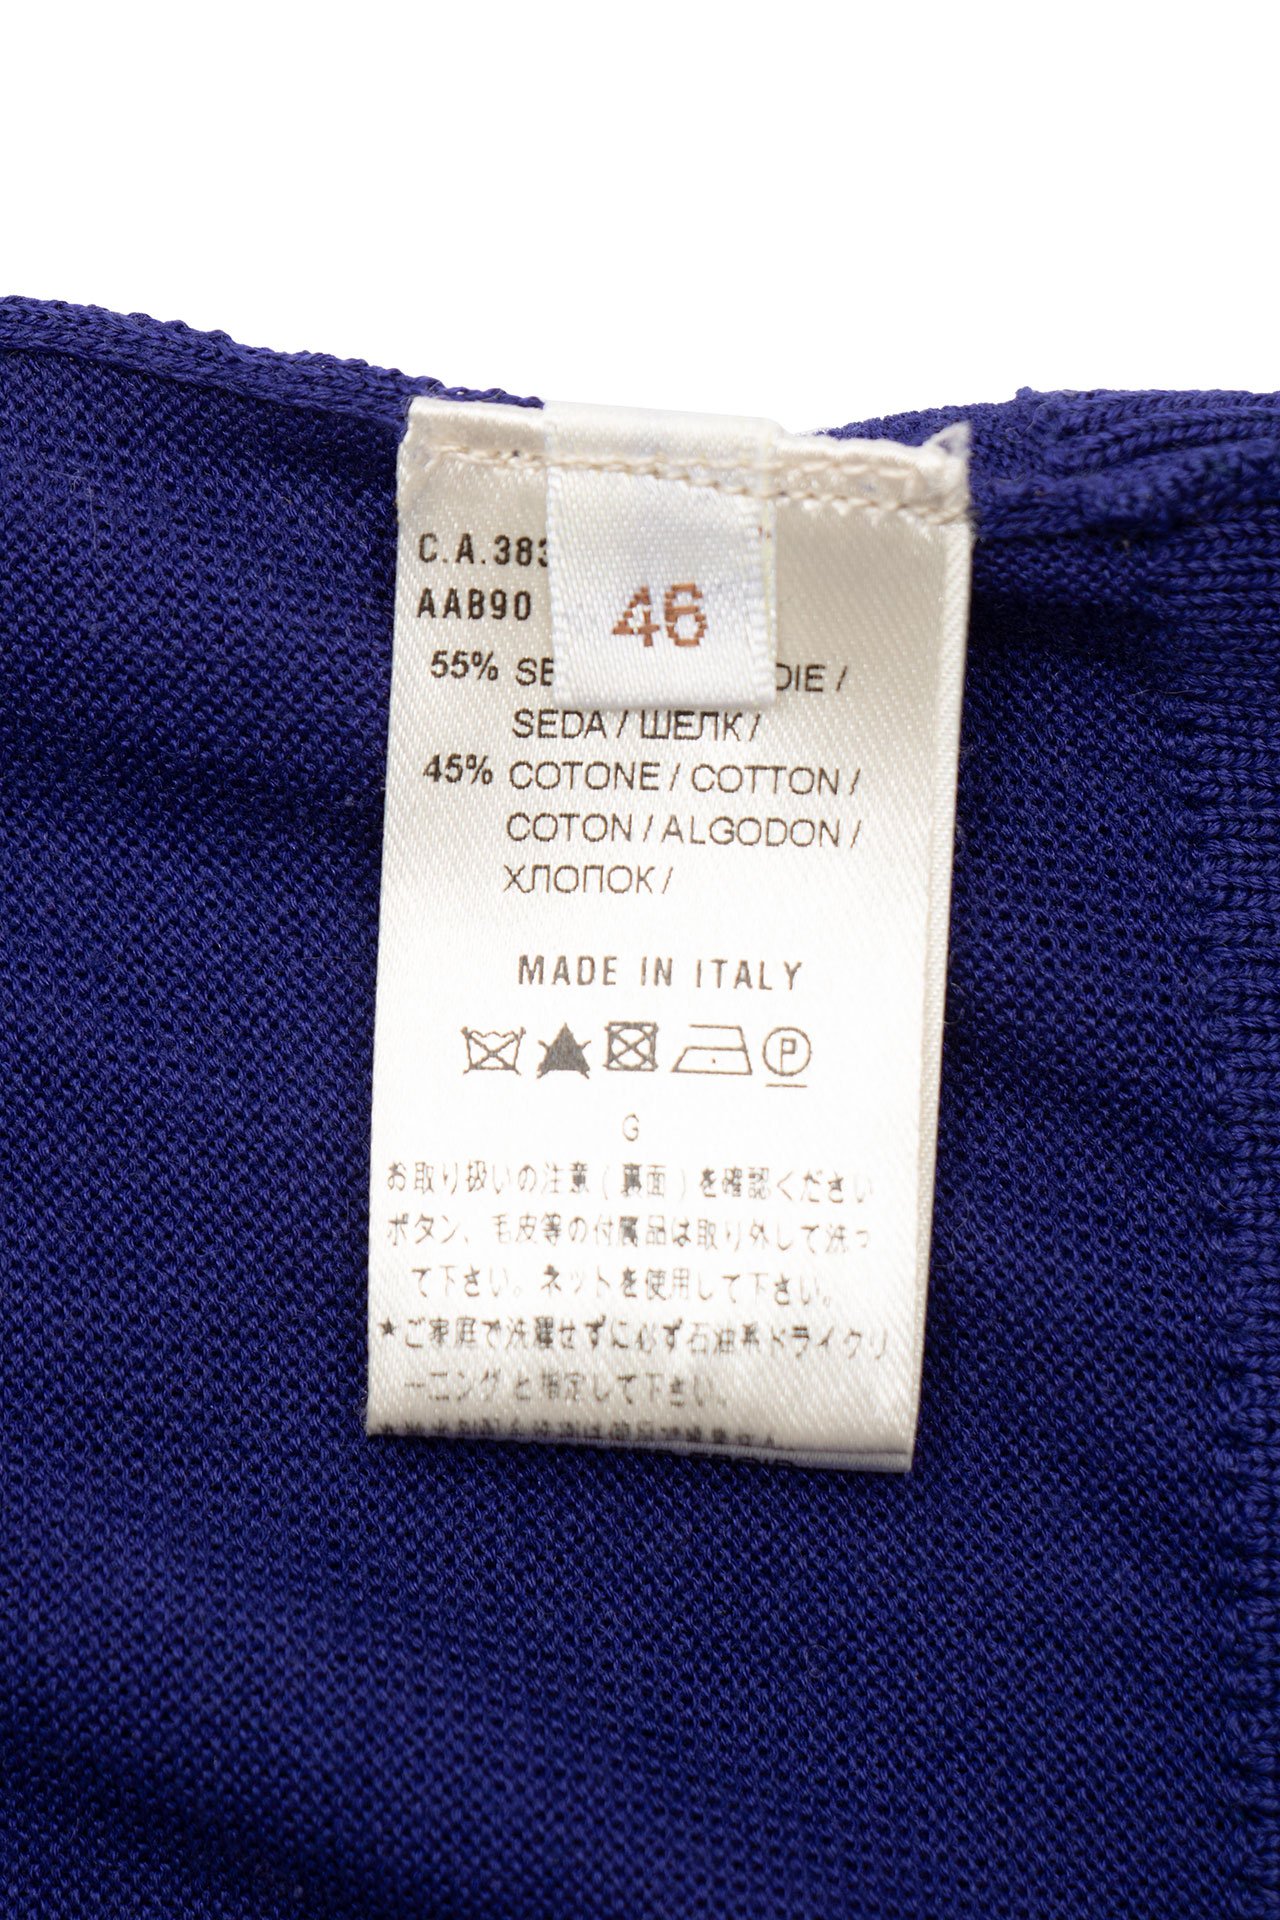 C.A.383
AAB90
46
55% SE DIE /
SEDA / ШЕЛК /
45% COTONE / COTTON /
COTON / ALGODON /
ХЛОПОК /
MADE IN ITALY
P
G
お取り扱いの注意(裏面)を確認ください
ボタン、毛皮等の付属品は取り外して洗っ
て下さい。ネットを使用して下さい。
★ご家庭で洗濯せずに必ず石油系ドライクリ
ーニングと指定して下さい。